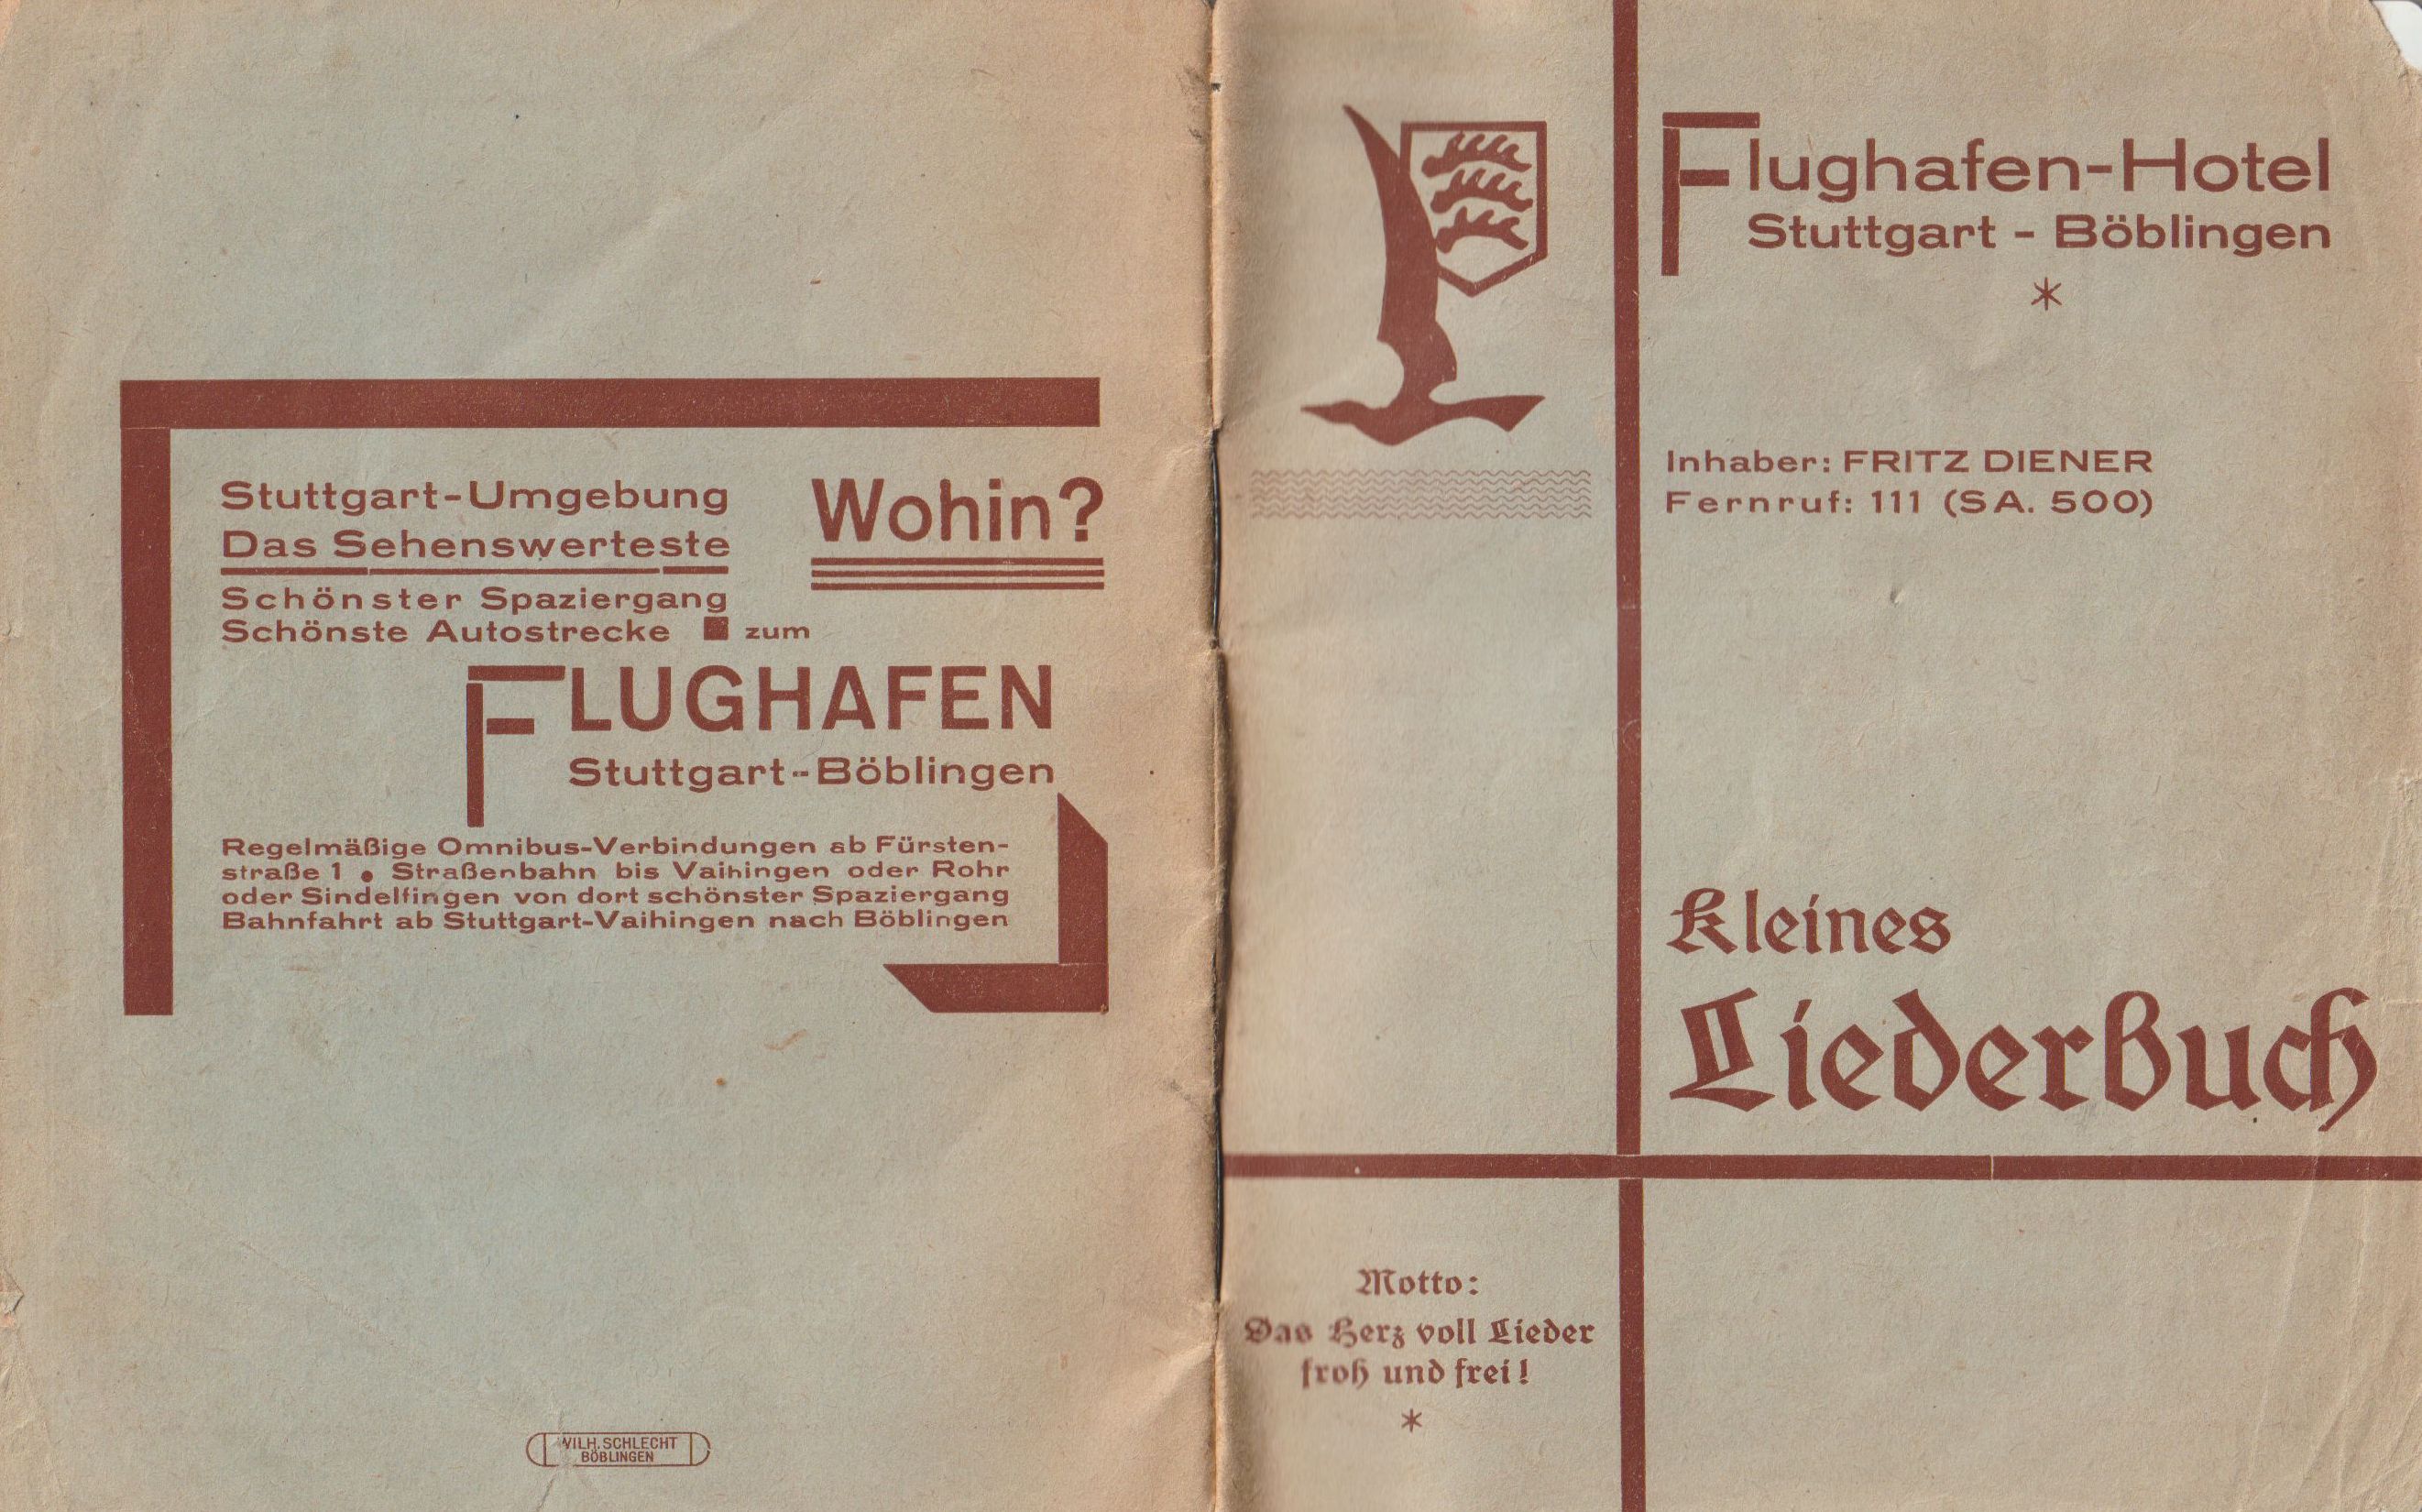 Stuttgart-Umgebung
Das Sehenswerteste
Wohin?
Schönster Spaziergang
Schönste Autostrecke ■ zum
FLUGHAFEN
Stuttgart-Böblingen
Regelmäßige Omnibus-Verbindungen ab Fürsten-
straße 1 • Straßenbahn bis Vaihingen oder Rohr
oder Sindelfingen von dort schönster Spaziergang
Bahnfahrt ab Stuttgart-Vaihingen nach Böblingen
WILH. SCHLECHT
BÖBLINGEN
Flughafen-Hotel
Stuttgart - Böblingen
*
Inhaber: FRITZ DIENER
Fernruf: 111 (SA. 500)
Kleines
Liederbuch
Motto:
Das Herz voll Lieder
froh und frei!
*